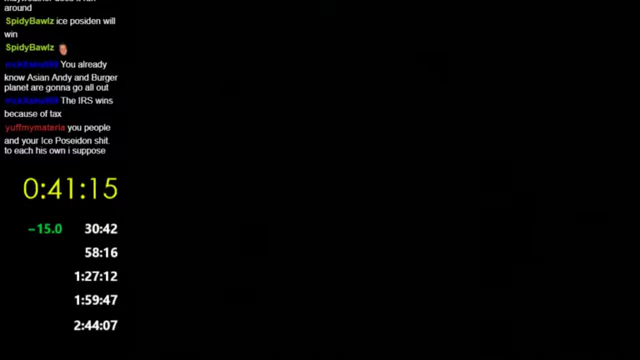 around
SpidyBawlz ice posiden will
win
SpidyBawlz
You already
know Asian Andy and Burger
planet are gonna go all out
The IRS wins
because of tax
yuffmymateria you people
and your Ice Poseidon shit.
to each his own i suppose
0:41:15
−15.0 30:42
58:16
1:27:12
1:59:47
2:44:07